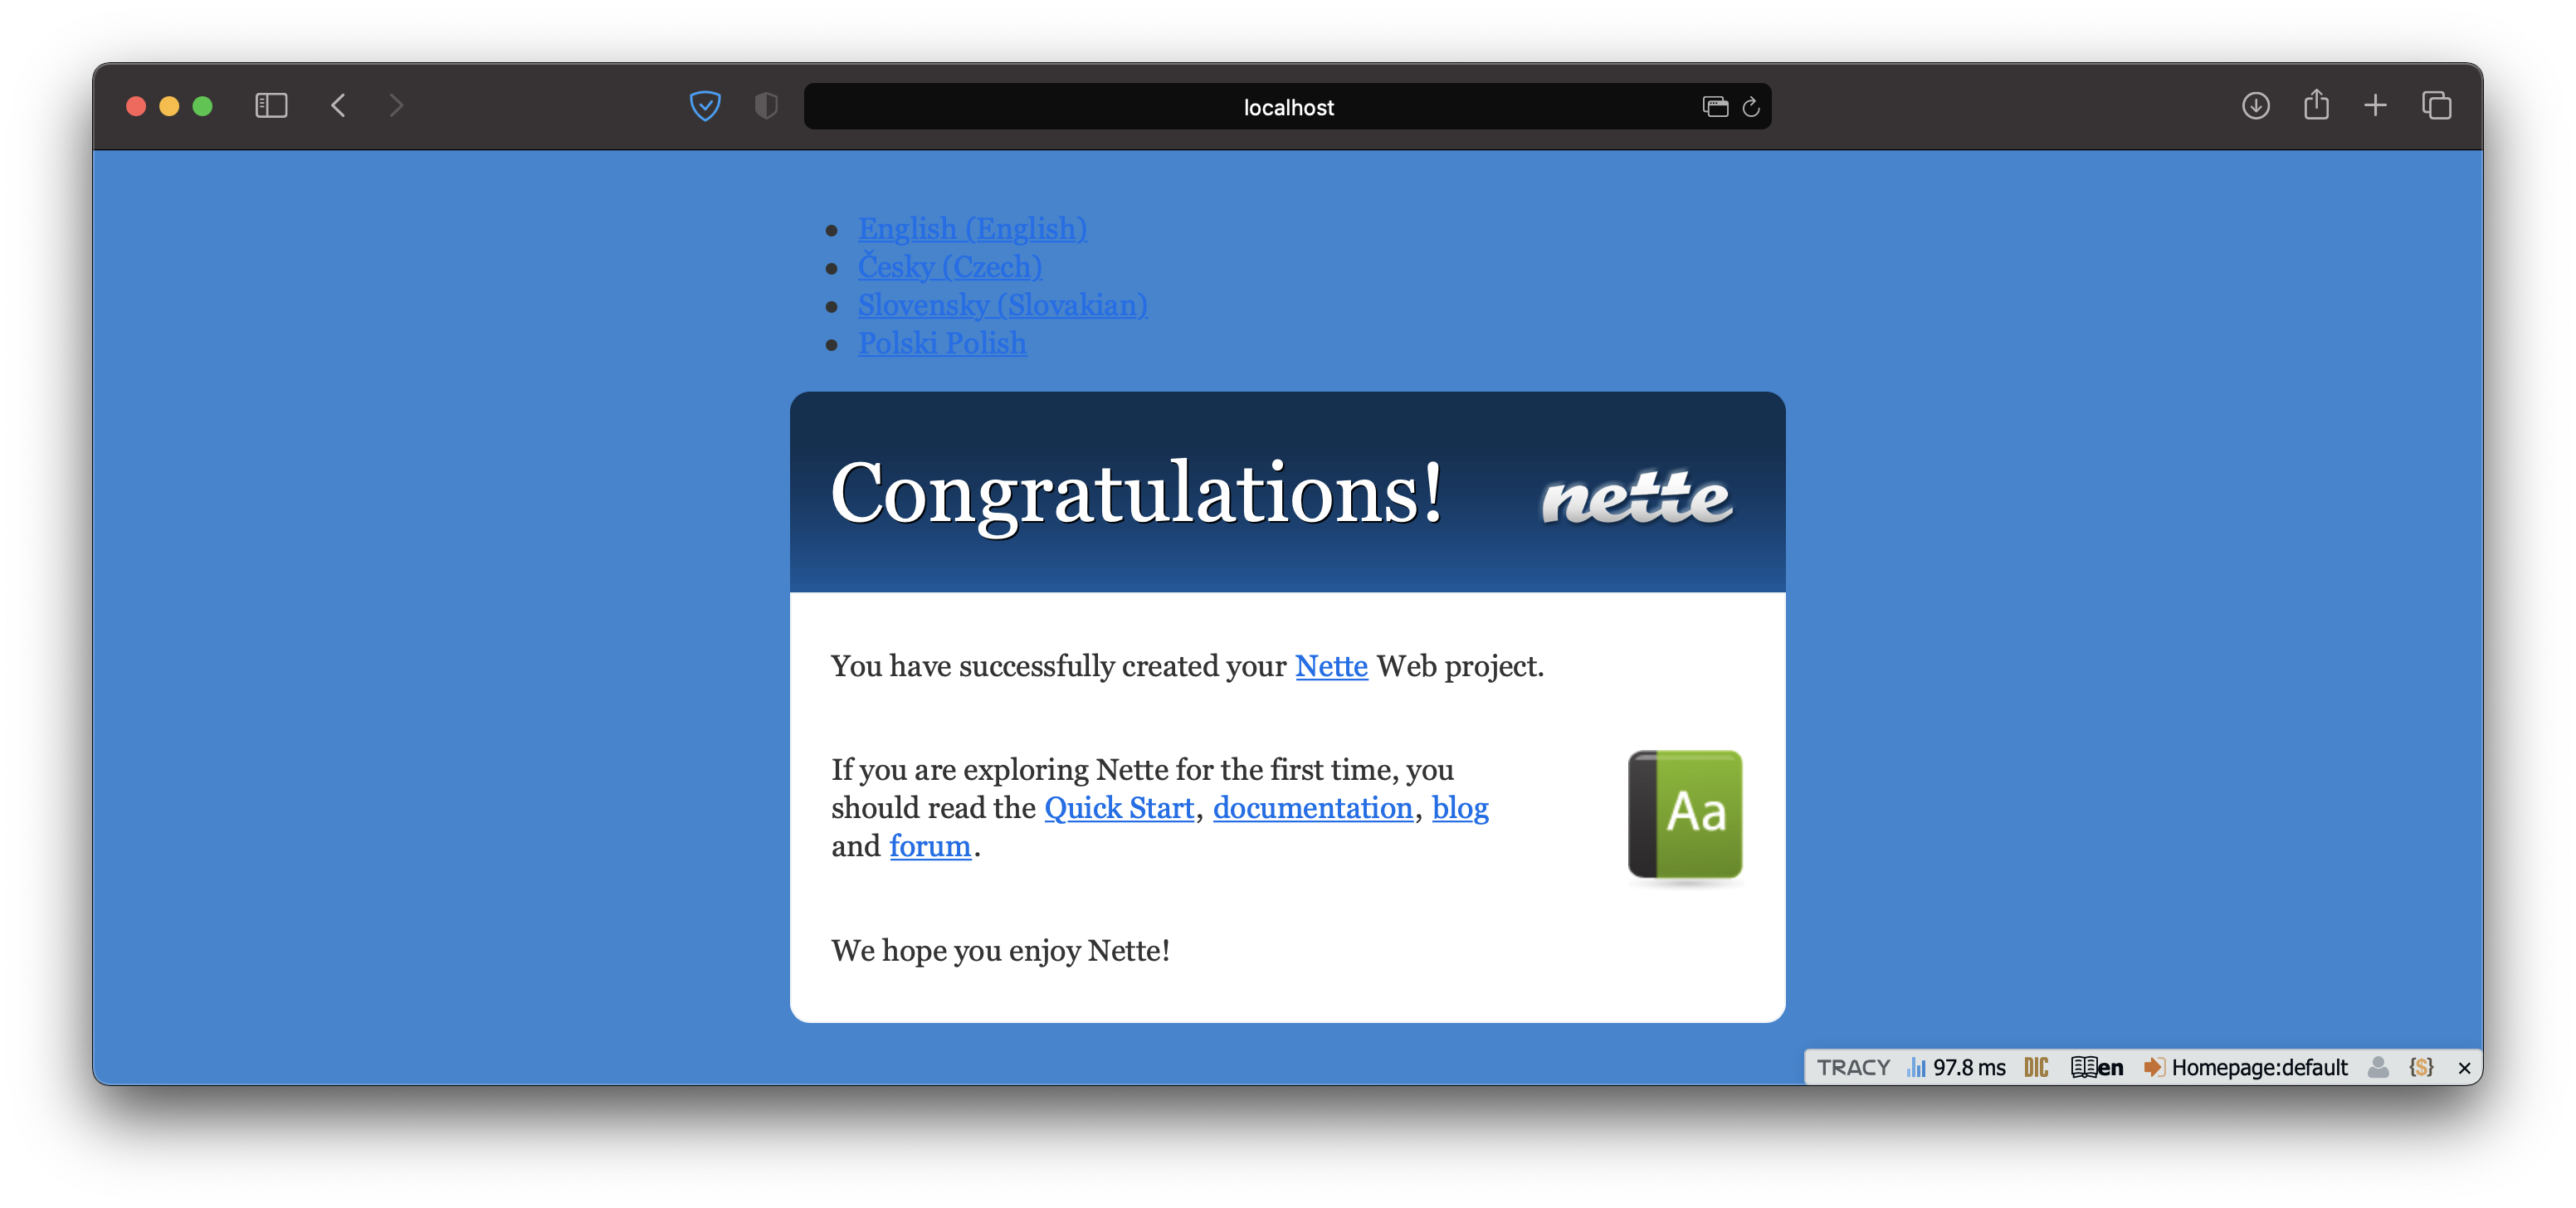 localhost
English (English)
Česky (Czech)
Slovensky (Slovakian)
Polski Polish
Congratulations!
nette
You have successfully created your Nette Web project.
If you are exploring Nette for the first time, you
should read the Quick Start, documentation, blog
and forum.
Aa
We hope you enjoy Nette!
TRACY 97.8 ms DIC en Homepage:default {$} ×